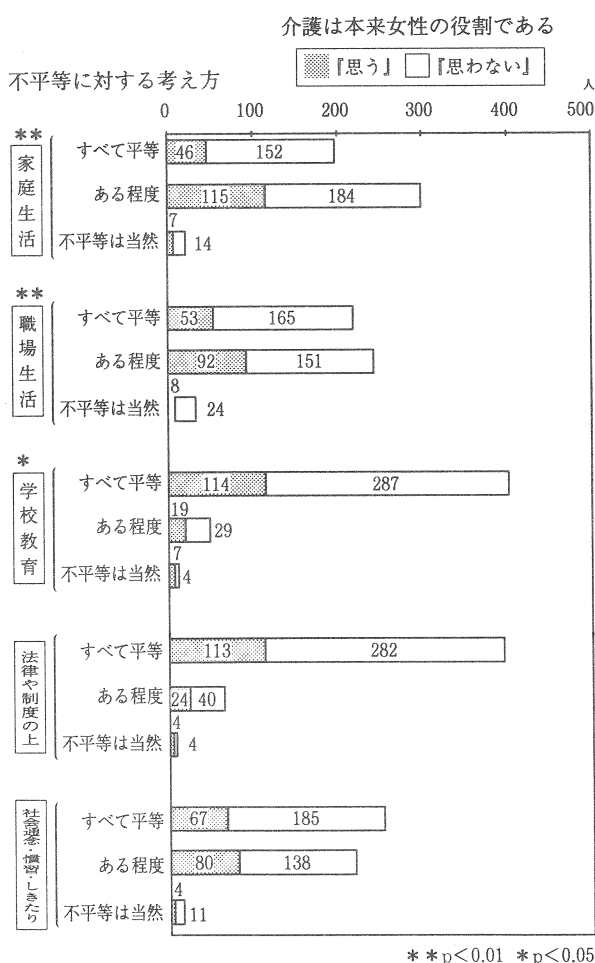 介護は本来女性の役割である
『思う』 『思わない』
不平等に対する考え方
人
0 100 200 300 400 500
**
家庭生活
すべて平等 46 152
ある程度 115 184
7
不平等は当然 14
**
職場生活
すべて平等 53 165
ある程度 92 151
8
不平等は当然 24
*
学校教育
すべて平等 114 287
19
ある程度 29
7
不平等は当然 4
法律や制度の上
すべて平等 113 282
ある程度 24 40
4
不平等は当然 4
社会通念・慣習・しきたり
すべて平等 67 185
ある程度 80 138
4
不平等は当然 11
**p<0.01 *p<0.05